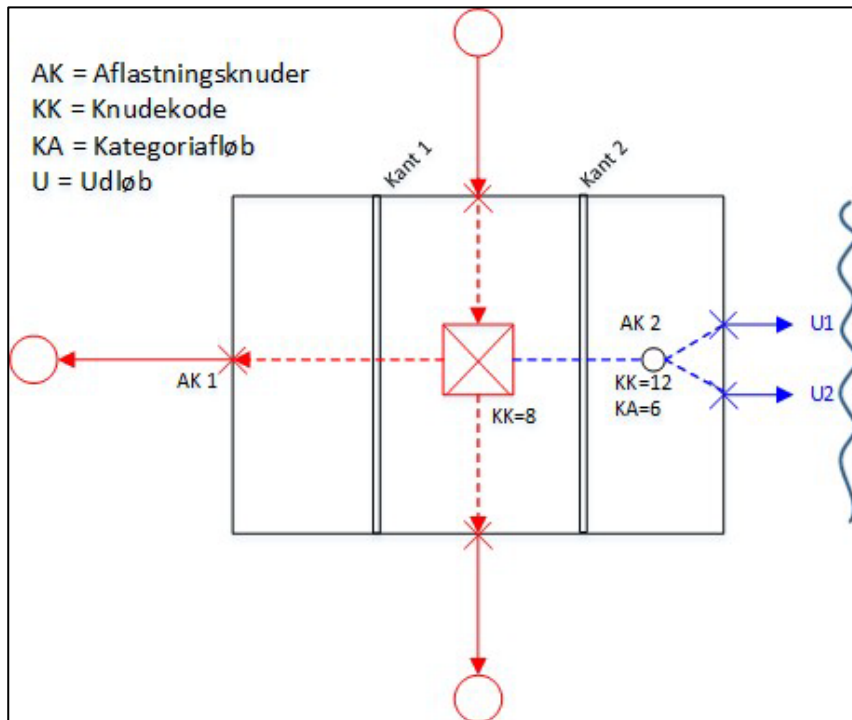 AK = Aflastningsknuder
KK = Knudekode
KA = Kategoriafløb
U = Udløb
Kant 1
Kant 2
AK 2
U1
AK 1
KK=12
KA=6
U2
KK=8